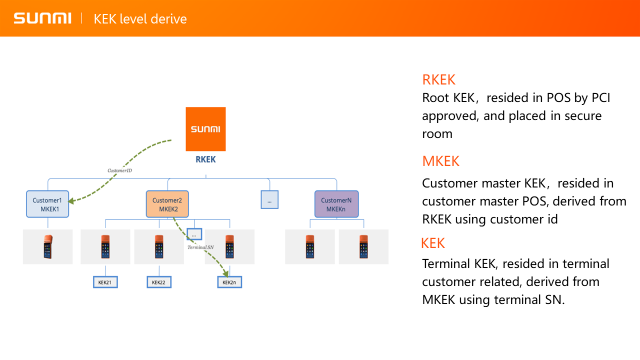 SUNMI | KEK level derive
SUNMI
RKEK
CustomerID
Customer1
MKEK1
Customer2
MKEK2
...
CustomerN
MKEKn
...
Terminal SN
KEK21
KEK22
KEK2n
RKEK
Root KEK，resided in POS by PCI
approved, and placed in secure
room
MKEK
Customer master KEK，resided in
customer master POS, derived from
RKEK using customer id
KEK
Terminal KEK, resided in terminal
customer related, derived from
MKEK using terminal SN.